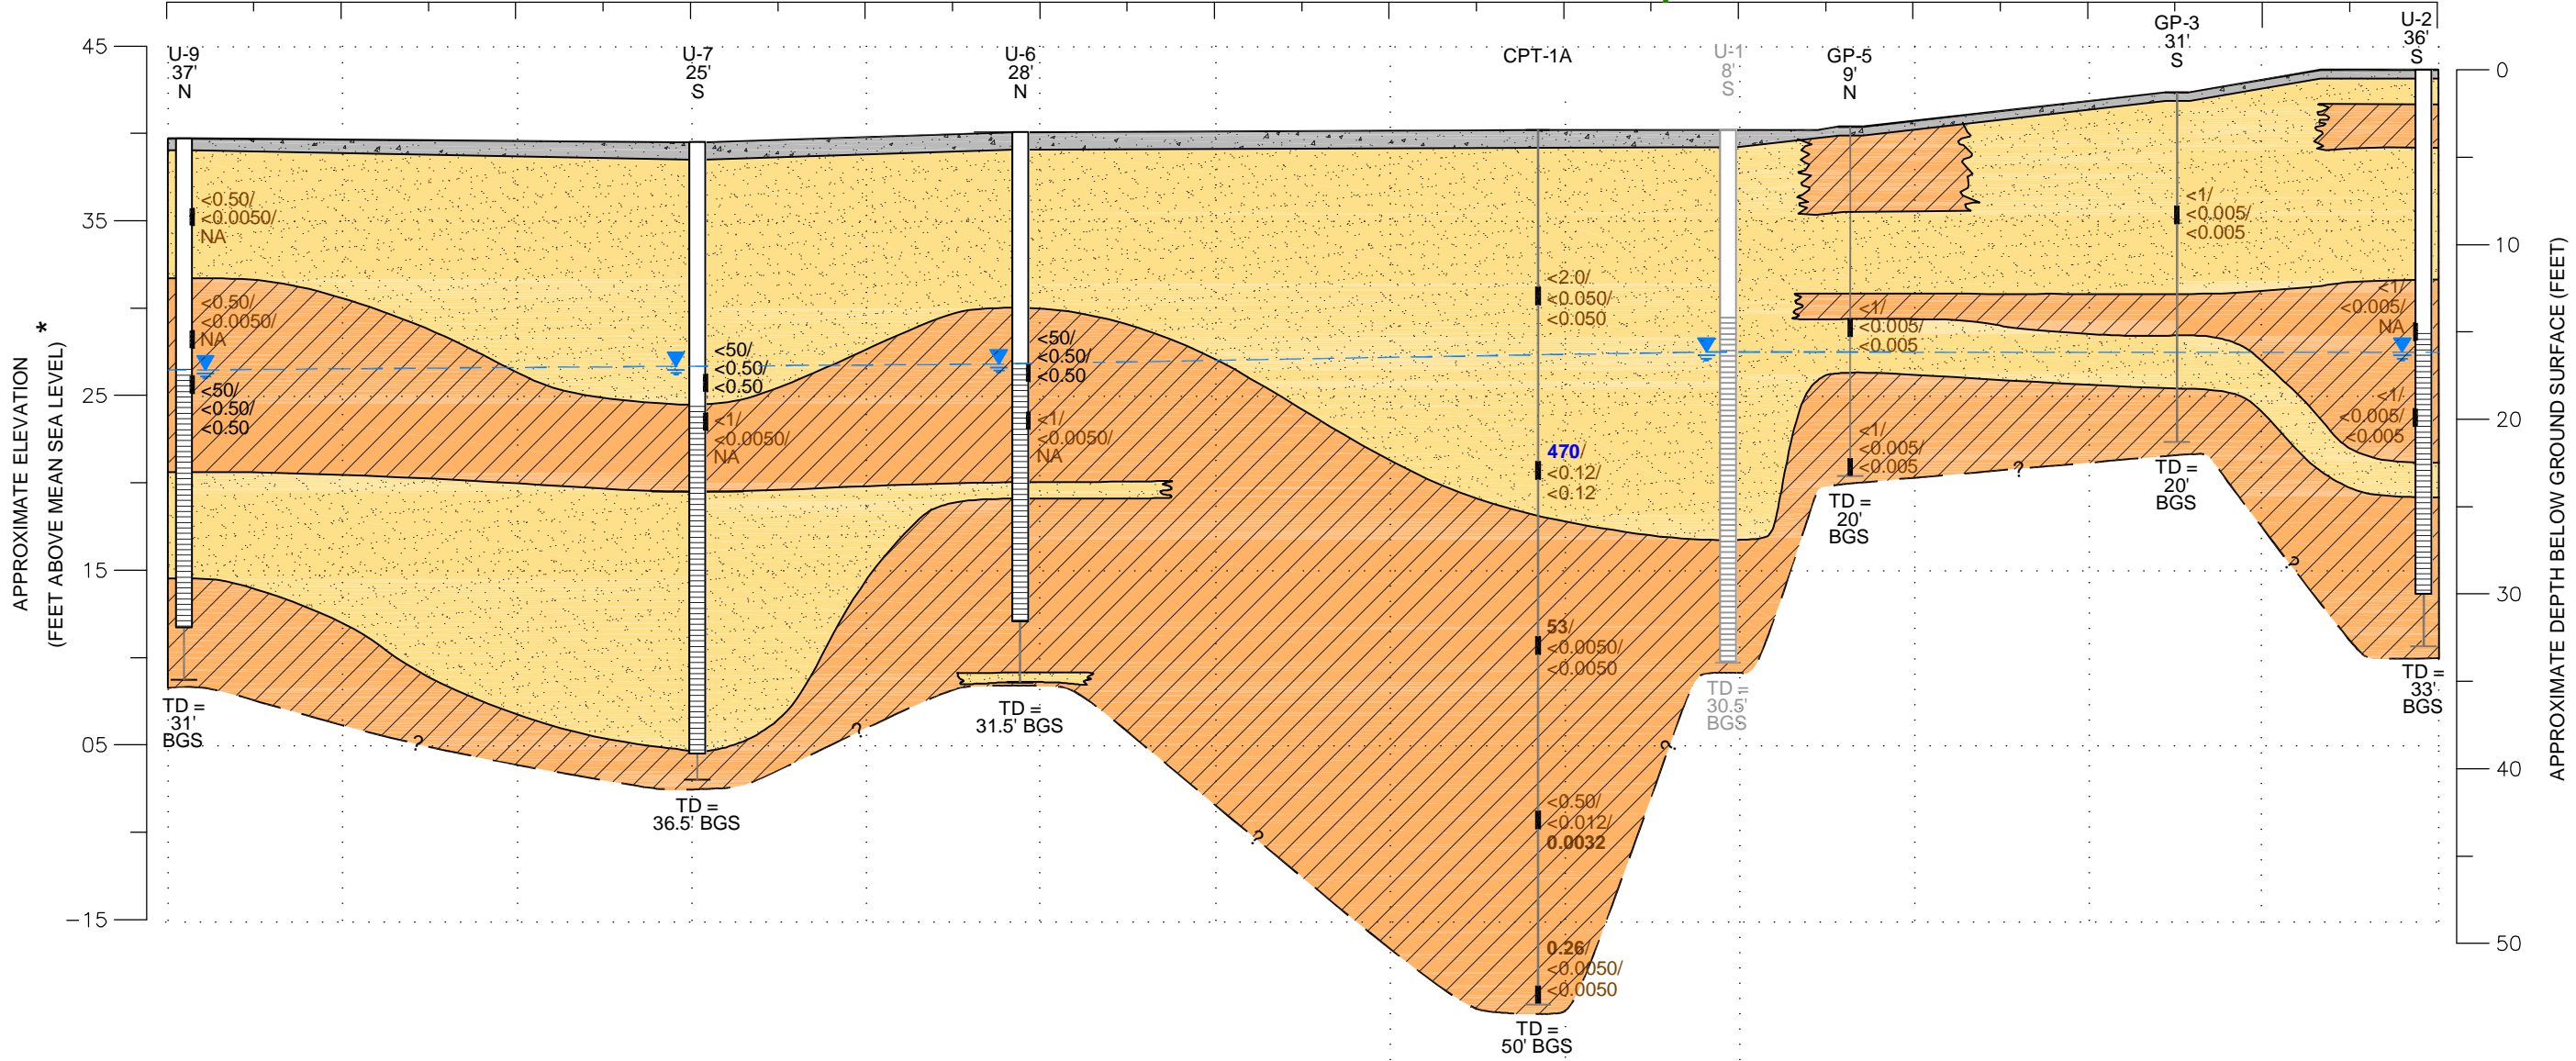 U-9
37'
N
U-7
25'
S
U-6
28'
N
CPT-1A
U-1
8'
S
GP-5
9'
N
GP-3
31'
S
U-2
36'
S
45
35
25
15
05
−15
APPROXIMATE ELEVATION
(FEET ABOVE MEAN SEA LEVEL) *
0
10
20
30
40
50
APPROXIMATE DEPTH BELOW GROUND SURFACE (FEET)
<0.50/
<0.0050/
NA
<0.50/
<0.0050/
NA
<50/
<0.50/
<0.50
<50/
<0.50/
<0.50
<1/
<0.0050/
NA
<50/
<0.50/
<0.50
<1/
<0.0050/
NA
<2.0/
<0.050/
<0.050
470/
<0.12/
<0.12
53/
<0.0050/
<0.0050
<0.50/
<0.012/
0.0032
0.26/
<0.0050/
<0.0050
<1/
<0.005/
<0.005
<1/
<0.005/
<0.005
<1/
<0.005/
<0.005
<1/
<0.005/
NA
<1/
<0.005/
<0.005
?
?
?
?
?
?
TD =
31'
BGS
TD =
36.5' BGS
TD =
31.5' BGS
TD =
50' BGS
TD =
30.5'
BGS
TD =
20'
BGS
TD =
20'
BGS
TD =
33'
BGS